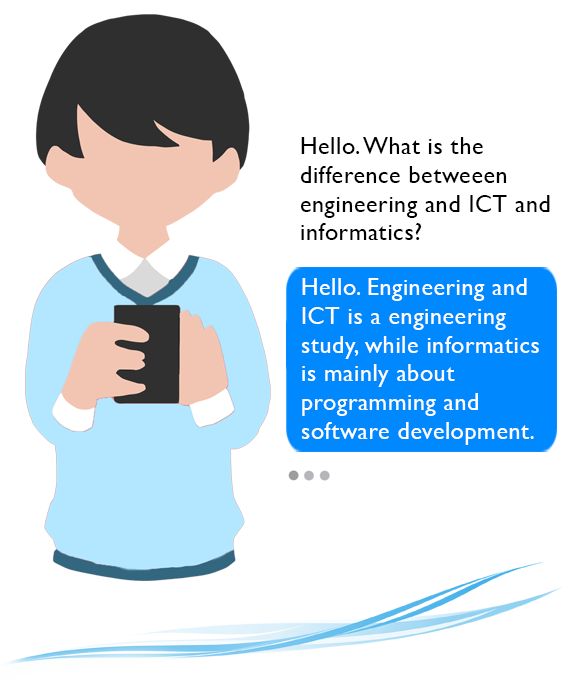 Hello. What is the
difference betweeen
engineering and ICT and
informatics?
Hello. Engineering and
ICT is a engineering
study, while informatics
is mainly about
programming and
software development.